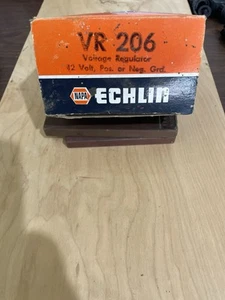 VR 206
Voltage Regulator
12 Volt, Pos. or Neg. Grd.
NAPA ECHLIN